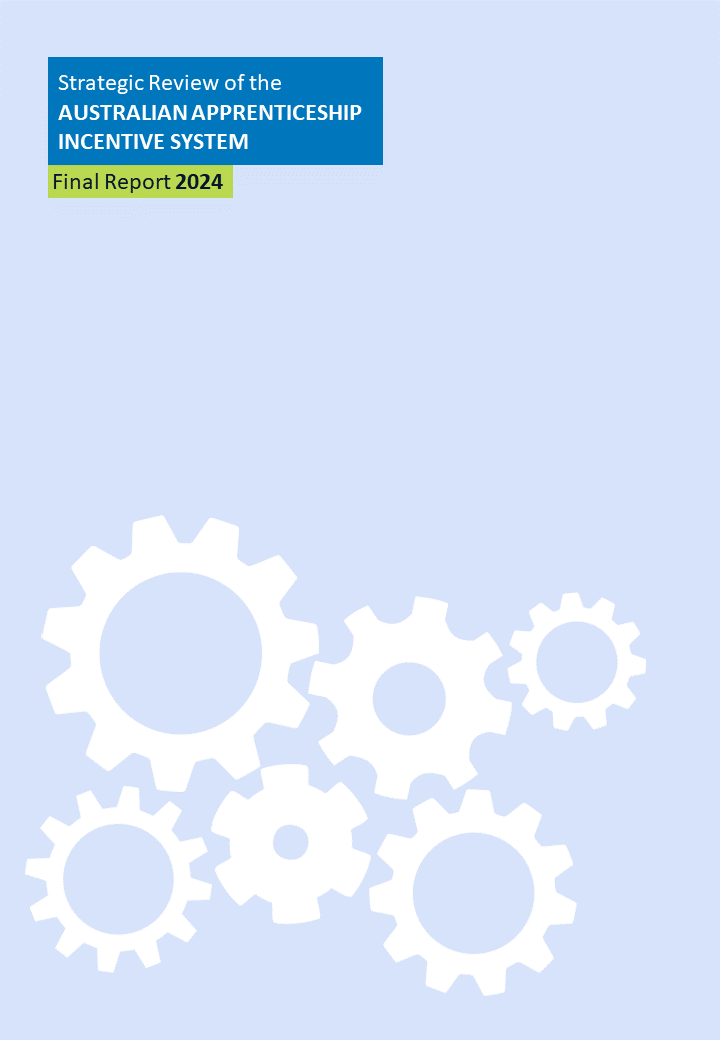 Strategic Review of the
AUSTRALIAN APPRENTICESHIP
INCENTIVE SYSTEM
Final Report 2024